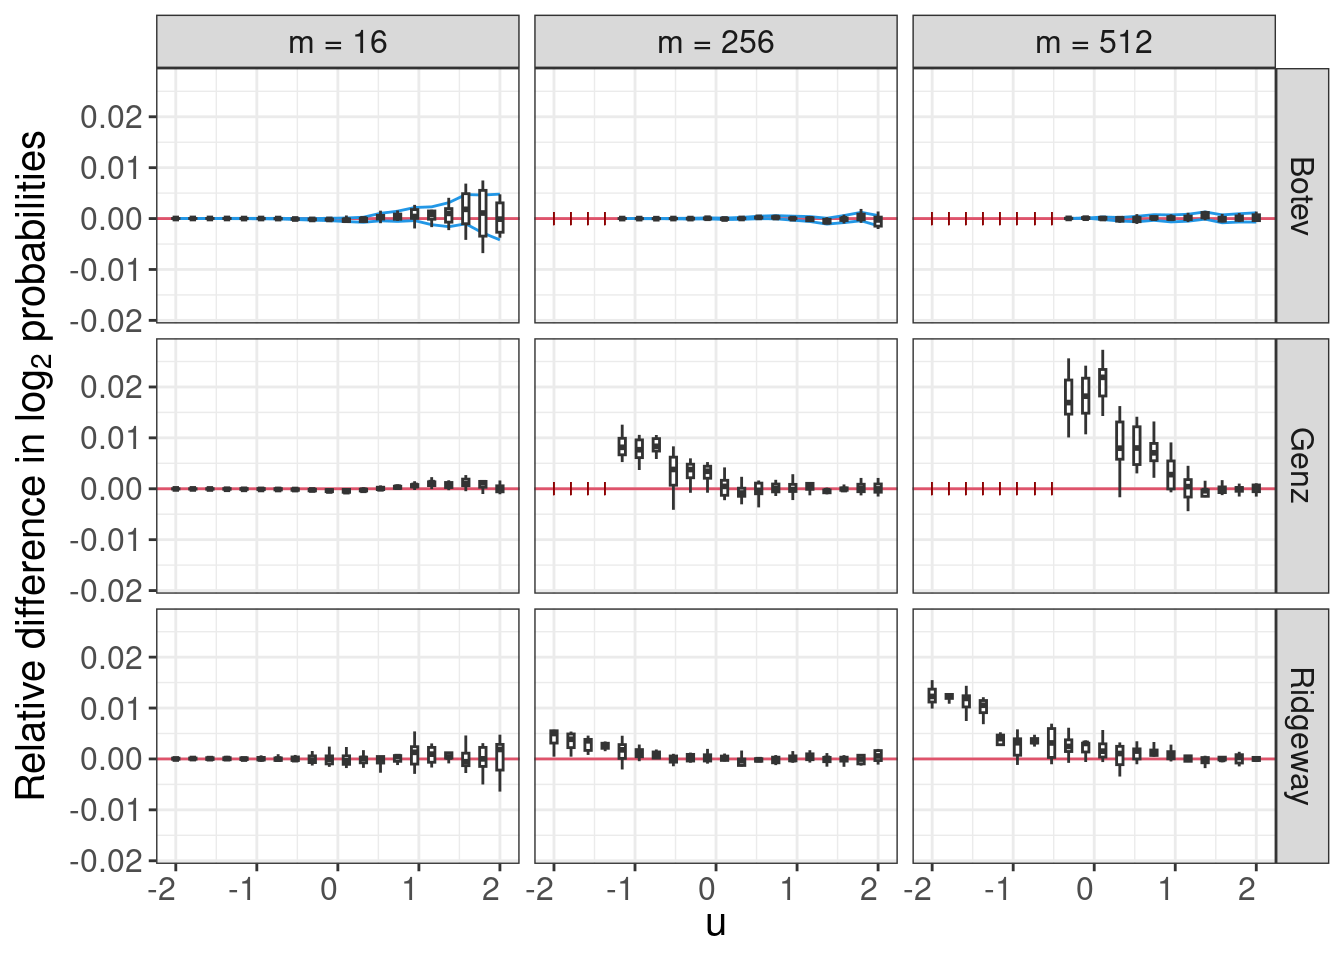 m = 16 m = 256 m = 512
Relative difference in log₂ probabilities
0.02
0.01
0.00
-0.01
-0.02
Botev
0.02
0.01
0.00
-0.01
-0.02
Genz
0.02
0.01
0.00
-0.01
-0.02
Ridgeway
-2 -1 0 1 2 -2 -1 0 1 2 -2 -1 0 1 2
u